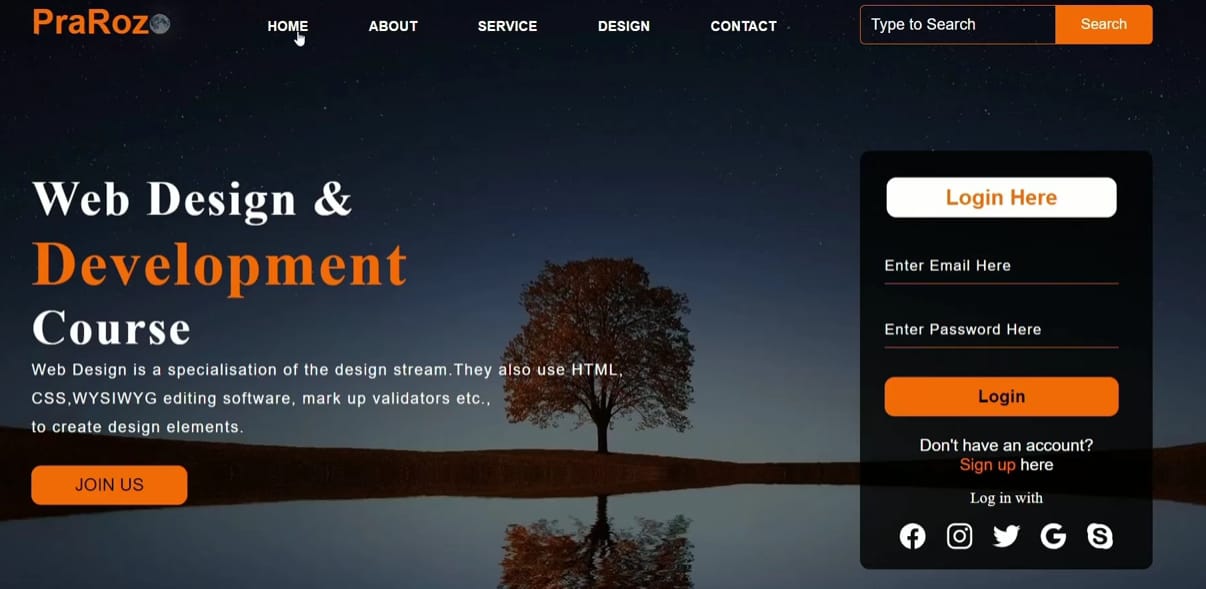 PraRoz
HOME ABOUT SERVICE DESIGN CONTACT
Type to Search Search
Web Design &
Development
Course
Web Design is a specialisation of the design stream.They also use HTML,
CSS,WYSIWYG editing software, mark up validators etc.,
to create design elements.
JOIN US
Login Here
Enter Email Here
Enter Password Here
Login
Don't have an account?
Sign up here
Log in with